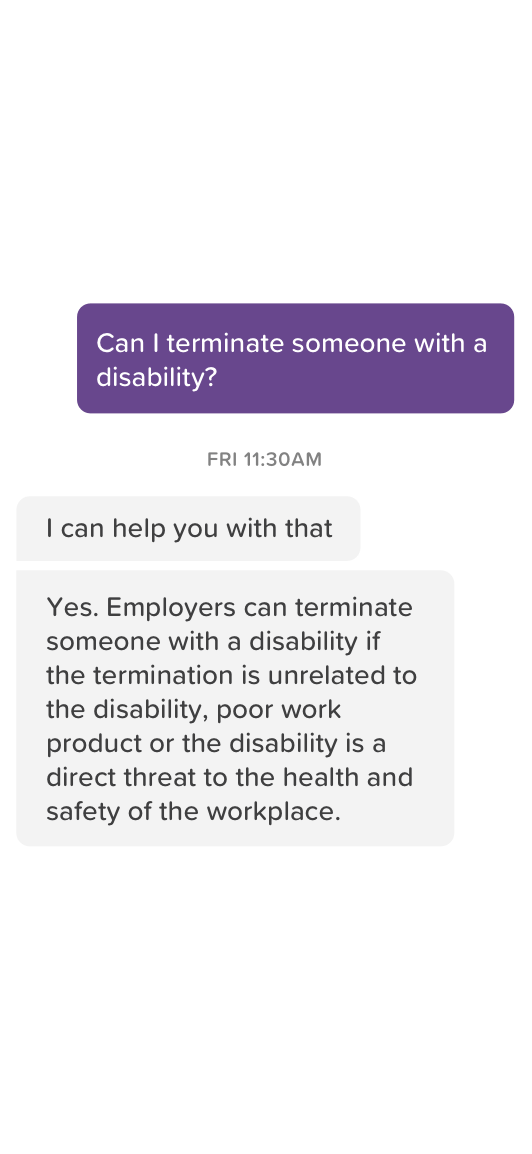 Can I terminate someone with a
disability?
FRI 11:30AM
I can help you with that
Yes. Employers can terminate
someone with a disability if
the termination is unrelated to
the disability, poor work
product or the disability is a
direct threat to the health and
safety of the workplace.